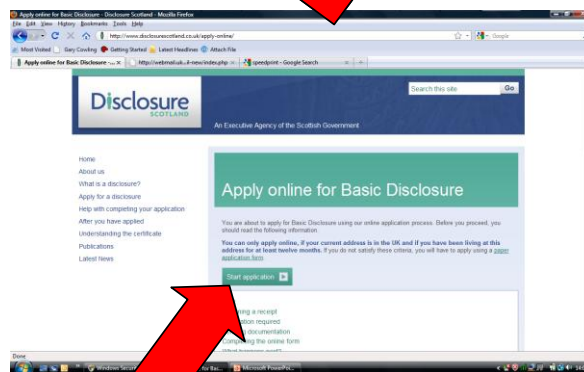 Apply online for Basic Disclosure - Disclosure Scotland - Mozilla Firefox
File Edit View History Bookmarks Tools Help
http://www.disclosurescotland.co.uk/apply-online/
Google
Most Visited Gary Cowling Getting Started Latest Headlines Attach File
Apply online for Basic Disclosure -... speedprint - Google Search
Disclosure
SCOTLAND
Search this site Go
An Executive Agency of the Scottish Government
Home
About us
What is a disclosure?
Apply for a disclosure
Help with completing your application
After you have applied
Understanding the certificate
Publications
Latest News
Apply online for Basic Disclosure
You are about to apply for Basic Disclosure using our online application process. Before you proceed, you
should read the following information.
You can only apply online, if your current address is in the UK and if you have been living at this
address for at least twelve months. If you do not satisfy these criteria, you will have to apply using a paper
application form.
Start application
a receipt
required
documentation
the online form
Done
Windows
Microsoft PowerPoi...